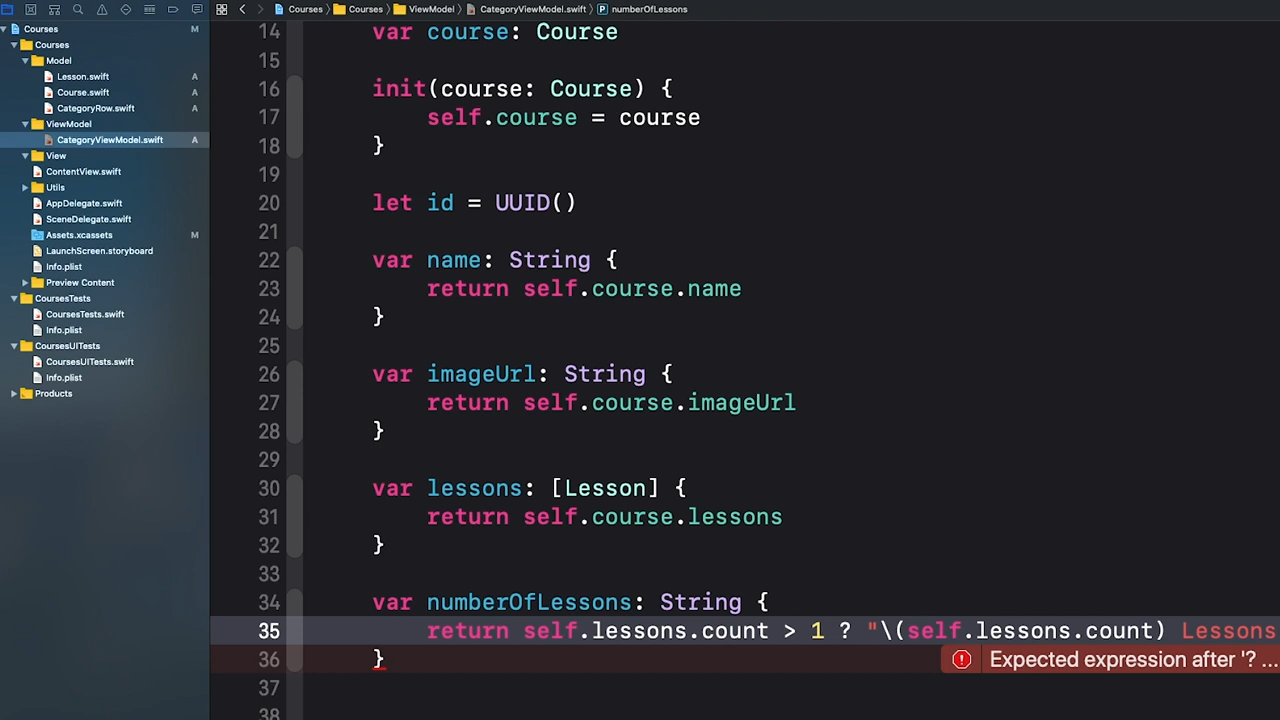 Courses
Courses
ViewModel
CategoryViewModel.swift
numberOfLessons
Courses M
Courses
Model
Lesson.swift A
Course.swift A
CategoryRow.swift A
ViewModel
CategoryViewModel.swift A
View
ContentView.swift
Utils
AppDelegate.swift
SceneDelegate.swift
Assets.xcassets M
LaunchScreen.storyboard
Info.plist
Preview Content
CoursesTests
CoursesTests.swift
Info.plist
CoursesUITests
CoursesUITests.swift
Info.plist
Products
14 var course: Course
15
16 init(course: Course) {
17 self.course = course
18 }
19
20 let id = UUID()
21
22 var name: String {
23 return self.course.name
24 }
25
26 var imageUrl: String {
27 return self.course.imageUrl
28 }
29
30 var lessons: [Lesson] {
31 return self.course.lessons
32 }
33
34 var numberOfLessons: String {
35 return self.lessons.count > 1 ? "\(self.lessons.count) Lessons
36 } Expected expression after '? ...
37
38